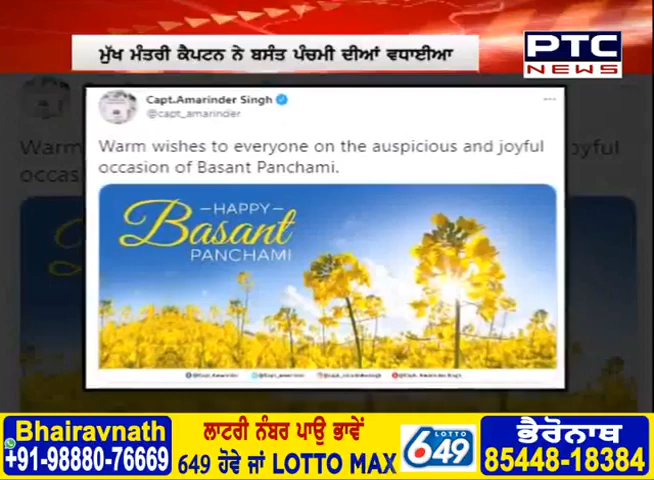 ਮੁੱਖ ਮੰਤਰੀ ਕੈਪਟਨ ਨੇ ਬਸੰਤ ਪੰਚਮੀ ਦੀਆਂ ਵਧਾਈਆ
PTC
NEWS
Capt.Amarinder Singh
@capt_amarinder
Warm wishes to everyone on the auspicious and joyful
occasion of Basant Panchami.
HAPPY
Basant
PANCHAMI
Bhairavnath
+91-98880-76669
ਲਾਟਰੀ ਨੰਬਰ ਪਾਉ ਭਾਵੇਂ
649 ਹੋਵੇ ਜਾਂ LOTTO MAX
LOTTO
649
ਭੈਰੋਨਾਥ
85448-18384